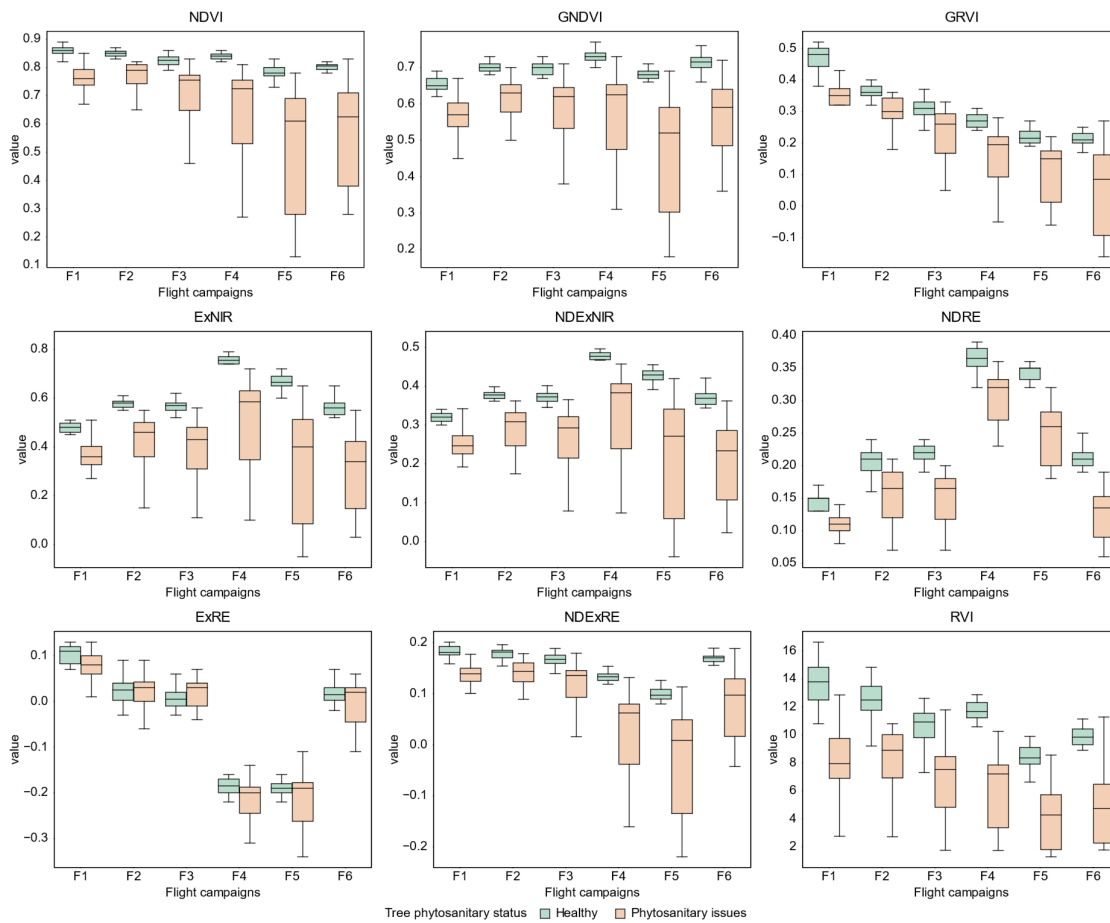 NDVI
GNDVI
GRVI
0.9
0.8
0.7
0.6
0.5
0.4
0.3
0.2
0.1
value
F1 F2 F3 F4 F5 F6
Flight campaigns
0.7
0.6
0.5
0.4
0.3
0.2
value
F1 F2 F3 F4 F5 F6
Flight campaigns
0.5
0.4
0.3
0.2
0.1
0.0
−0.1
value
F1 F2 F3 F4 F5 F6
Flight campaigns
ExNIR
NDExNIR
NDRE
0.8
0.6
0.4
0.2
0.0
value
F1 F2 F3 F4 F5 F6
Flight campaigns
0.5
0.4
0.3
0.2
0.1
0.0
value
F1 F2 F3 F4 F5 F6
Flight campaigns
0.40
0.35
0.30
0.25
0.20
0.15
0.10
0.05
value
F1 F2 F3 F4 F5 F6
Flight campaigns
ExRE
NDExRE
RVI
0.1
0.0
−0.1
−0.2
−0.3
value
F1 F2 F3 F4 F5 F6
Flight campaigns
0.2
0.1
0.0
−0.1
−0.2
value
F1 F2 F3 F4 F5 F6
Flight campaigns
16
14
12
10
8
6
4
2
value
F1 F2 F3 F4 F5 F6
Flight campaigns
Tree phytosanitary status Healthy Phytosanitary issues